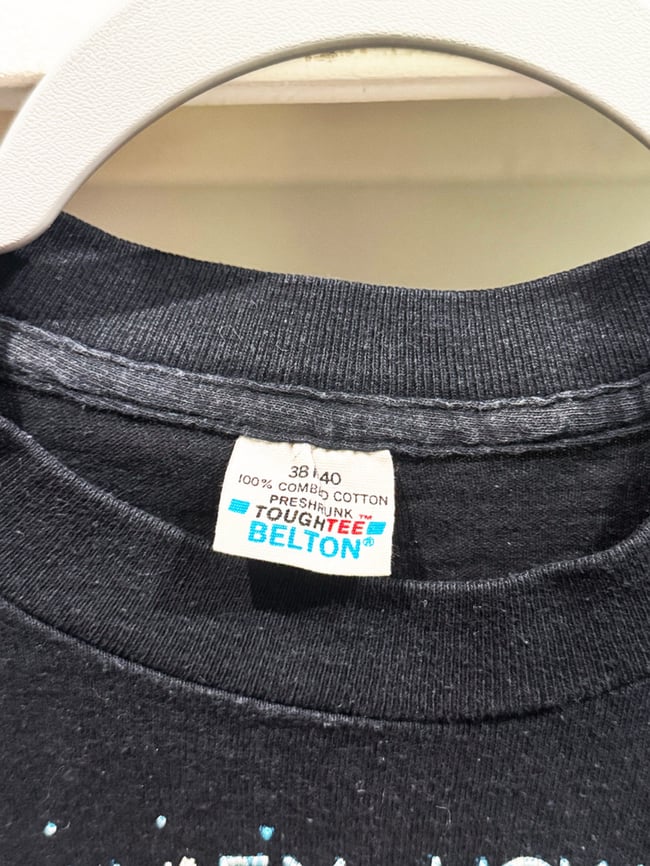 38-40
100% COMBED COTTON
PRESHRUNK
TOUGHTEE™
BELTON®